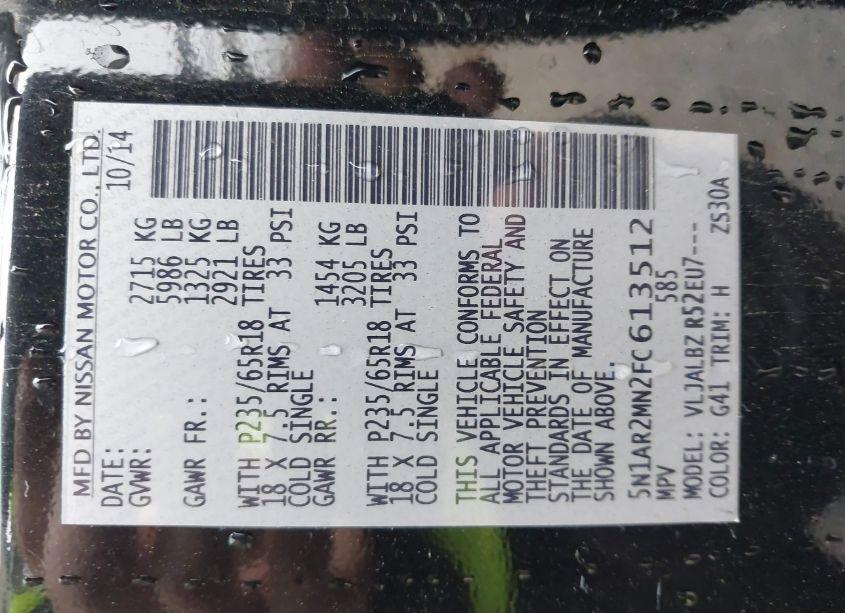 MFD BY NISSAN MOTOR CO., LTD.
DATE: 10/14
GVWR: 2715 KG
5986 LB
GAWR FR.: 1325 KG
2921 LB
WITH P235/65R18 TIRES
18 X 7.5 RIMS AT 33 PSI
COLD SINGLE
GAWR RR.: 1454 KG
3205 LB
WITH P235/65R18 TIRES
18 X 7.5 RIMS AT 33 PSI
COLD SINGLE
THIS VEHICLE CONFORMS TO
ALL APPLICABLE FEDERAL
MOTOR VEHICLE SAFETY AND
THEFT PREVENTION
STANDARDS IN EFFECT ON
THE DATE OF MANUFACTURE
SHOWN ABOVE.
5N1AR2MN2FC613512
MPV 585
MODEL: VLJALBZ R52EU7---
COLOR: G41 TRIM: H ZS30A